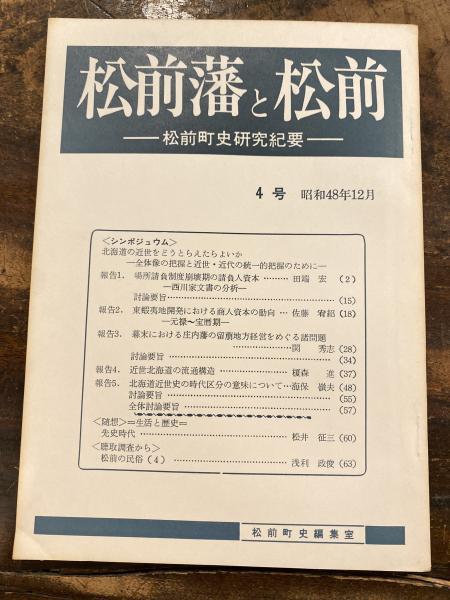 松前藩と松前
―松前町史研究紀要―
4号 昭和48年12月
＜シンポジュウム＞
北海道の近世をどうとらえたらよいか
―全体像の把握と近世・近代の統一的把握のために―
報告1. 場所請負制度崩壊期の請負人資本………田端 宏（2）
―西川家文書の分析―
討論要旨………（15）
報告2. 東蝦夷地開発における商人資本の動向…佐藤 宥紹（18）
―元禄～宝暦期―
報告3. 幕末における庄内藩の留萌地方経営をめぐる諸問題
………関 秀志（28）
討論要旨………（34）
報告4. 近世北海道の流通構造………榎森 進（37）
報告5. 北海道近世史の時代区分の意味について…海保 嶺夫（48）
討論要旨………（55）
全体討論要旨………（57）
＜随想＞＝生活と歴史＝
先史時代………松井 征三（60）
＜聴取調査から＞
松前の民俗（4）………浅利 政俊（63）
松前町史編集室